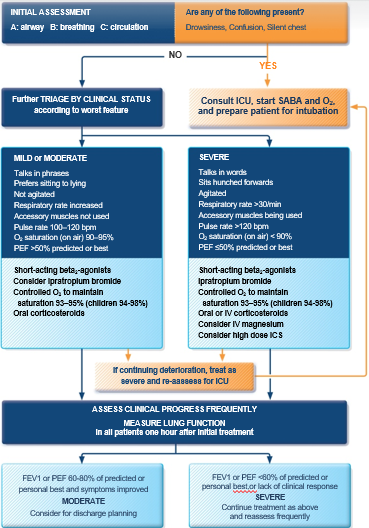 INITIAL ASSESSMENT
A: airway B: breathing C: circulation
Are any of the following present?
Drowsiness, Confusion, Silent chest
NO
YES
Further TRIAGE BY CLINICAL STATUS
according to worst feature
Consult ICU, start SABA and O₂,
and prepare patient for intubation
MILD or MODERATE
Talks in phrases
Prefers sitting to lying
Not agitated
Respiratory rate increased
Accessory muscles not used
Pulse rate 100–120 bpm
O₂ saturation (on air) 90–95%
PEF >50% predicted or best
SEVERE
Talks in words
Sits hunched forwards
Agitated
Respiratory rate >30/min
Accessory muscles being used
Pulse rate >120 bpm
O₂ saturation (on air) < 90%
PEF ≤50% predicted or best
Short-acting beta₂-agonists
Consider ipratropium bromide
Controlled O₂ to maintain
saturation 93–95% (children 94-98%)
Oral corticosteroids
Short-acting beta₂-agonists
Ipratropium bromide
Controlled O₂ to maintain
saturation 93–95% (children 94-98%)
Oral or IV corticosteroids
Consider IV magnesium
Consider high dose ICS
If continuing deterioration, treat as
severe and re-assess for ICU
ASSESS CLINICAL PROGRESS FREQUENTLY
MEASURE LUNG FUNCTION
in all patients one hour after initial treatment
FEV1 or PEF 60-80% of predicted or
personal best and symptoms improved
MODERATE
Consider for discharge planning
FEV1 or PEF <60% of predicted or
personal best,or lack of clinical response
SEVERE
Continue treatment as above
and reassess frequently